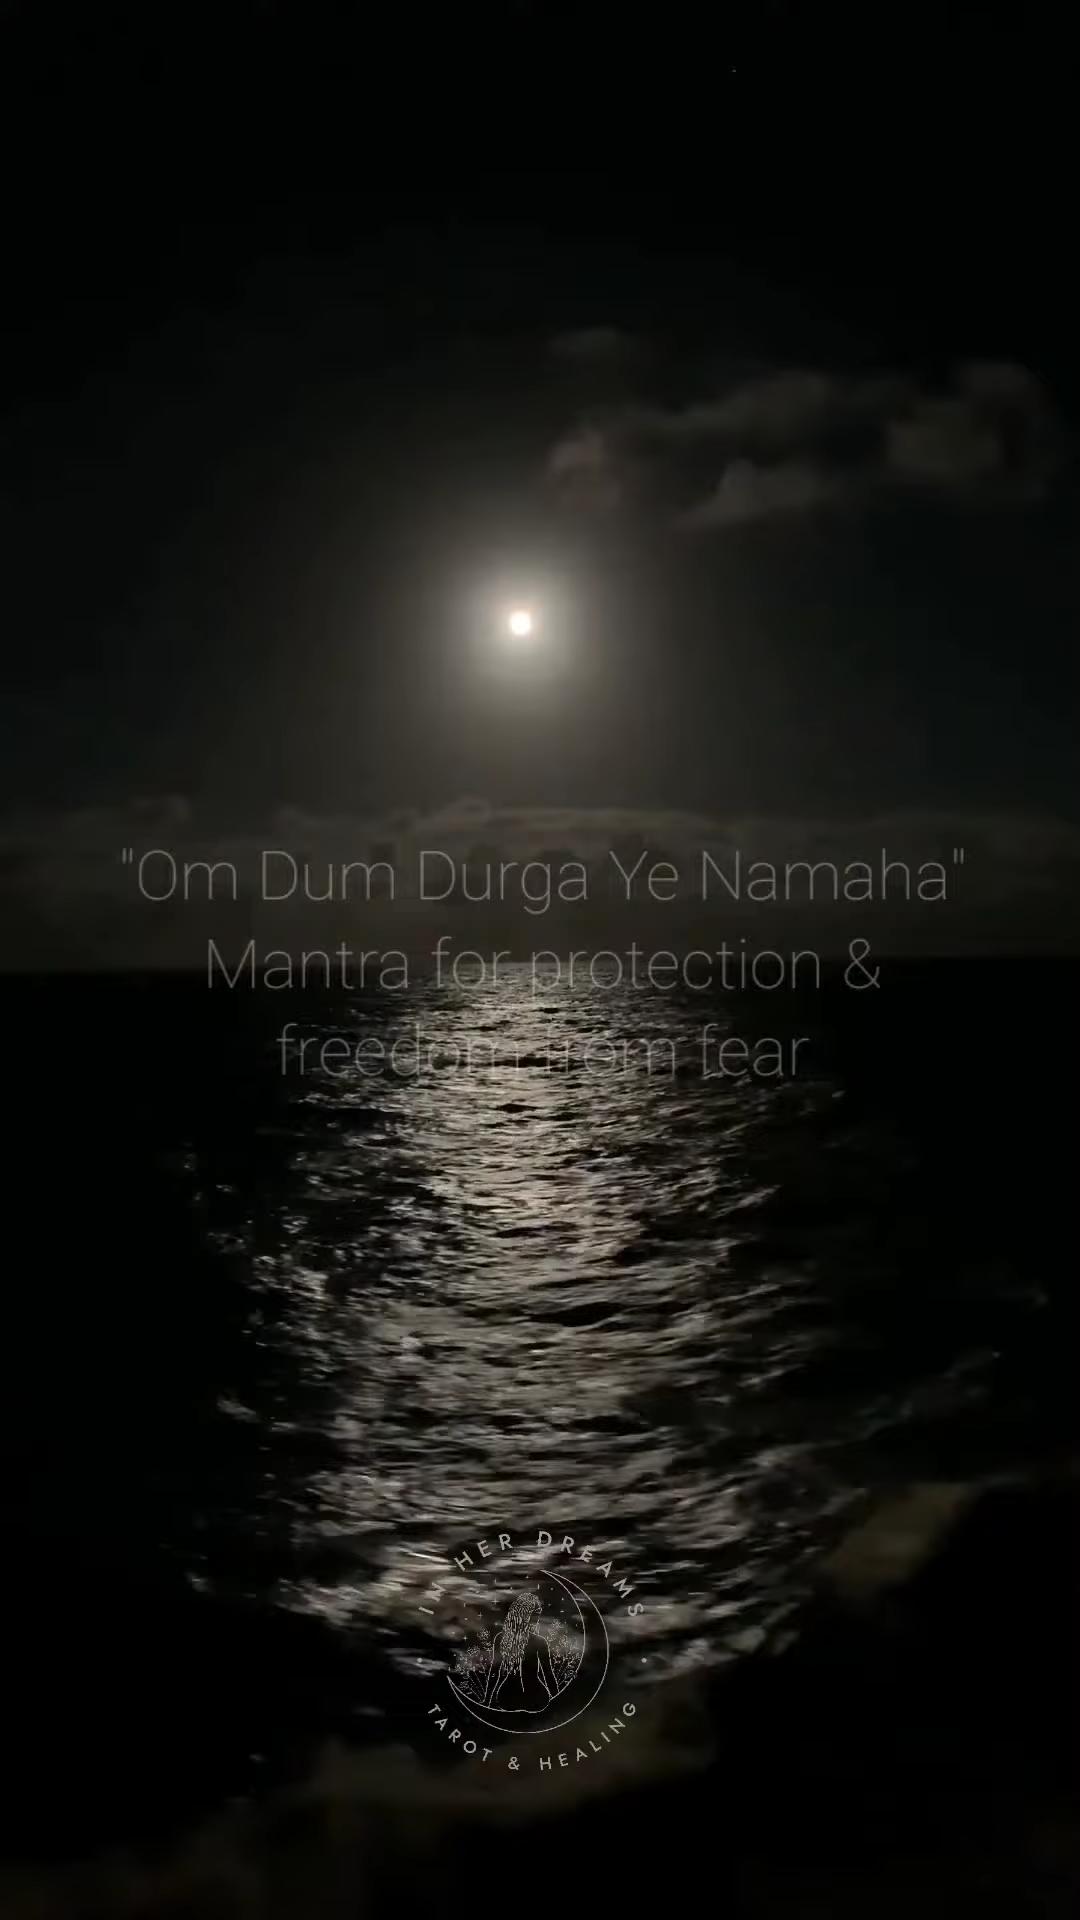 "Om Dum Durga Ye Namaha"
Mantra for protection &
freedom from fear
IN HER DREAMS
TAROT & HEALING